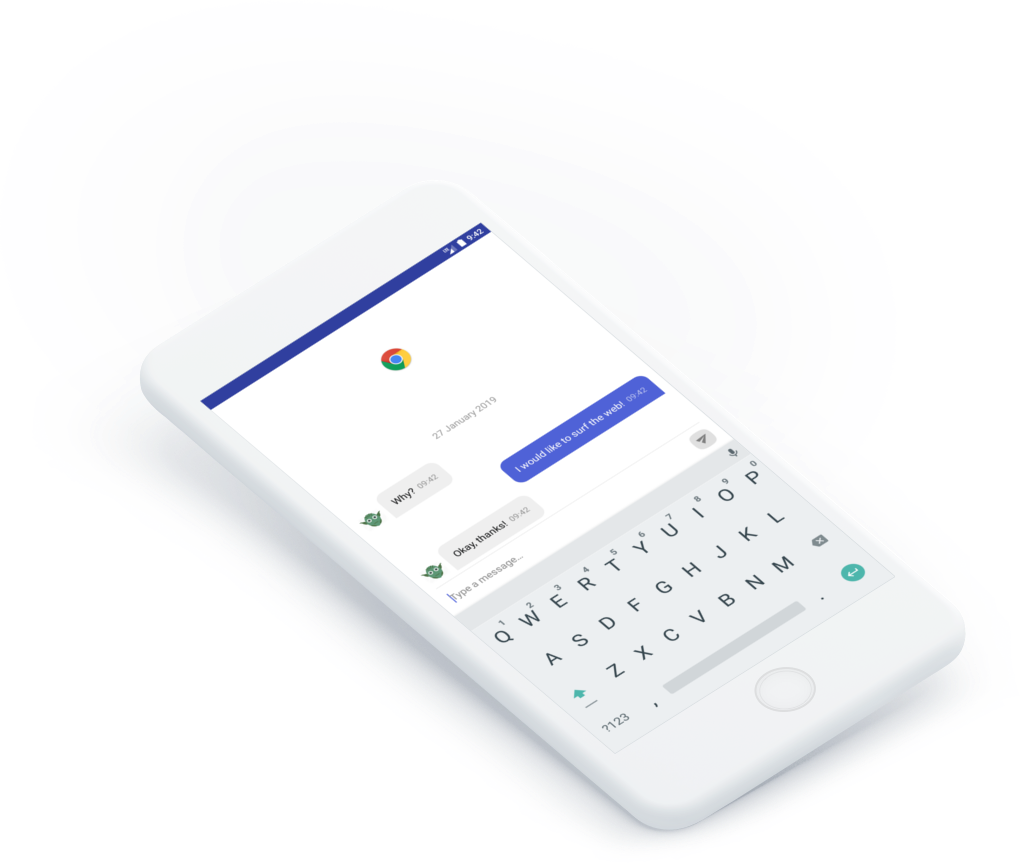 9:42
27 January 2019
I would like to surf the web! 09:42
Why? 09:42
Okay, thanks! 09:42
Type a message...
1 2 3 4 5 6 7 8 9 0
Q W E R T Y U I O P
A S D F G H J K L
Z X C V B N M
?123 , .